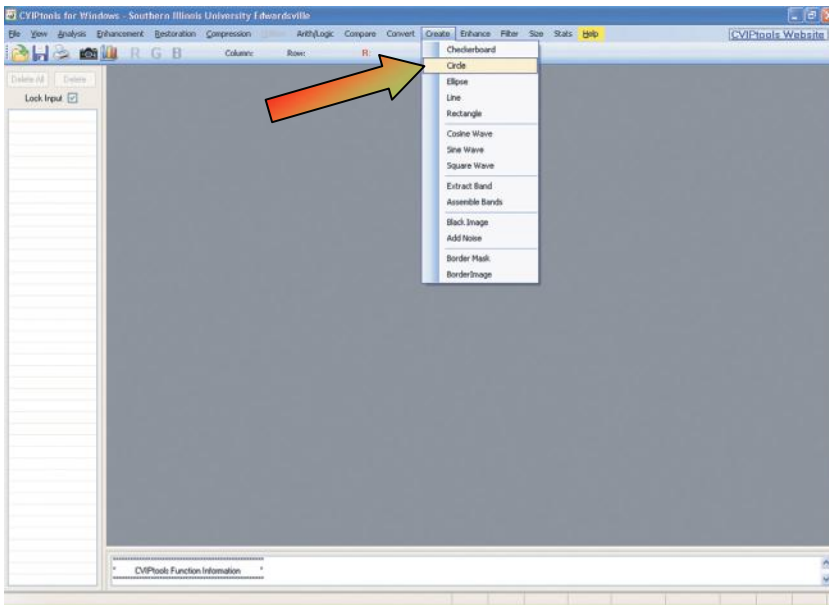 CVIPtools for Windows - Southern Illinois University Edwardsville
File View Analysis Enhancement Restoration Compression Utilities Arith/Logic Compare Convert Create Enhance Filter Size Stats Help CVIPtools Website
R G B Column: Row: R:
Delete All Delete
Lock Input
Checkerboard
Circle
Ellipse
Line
Rectangle
Cosine Wave
Sine Wave
Square Wave
Extract Band
Assemble Bands
Black Image
Add Noise
Border Mask
BorderImage
* CVIPtools Function Information *